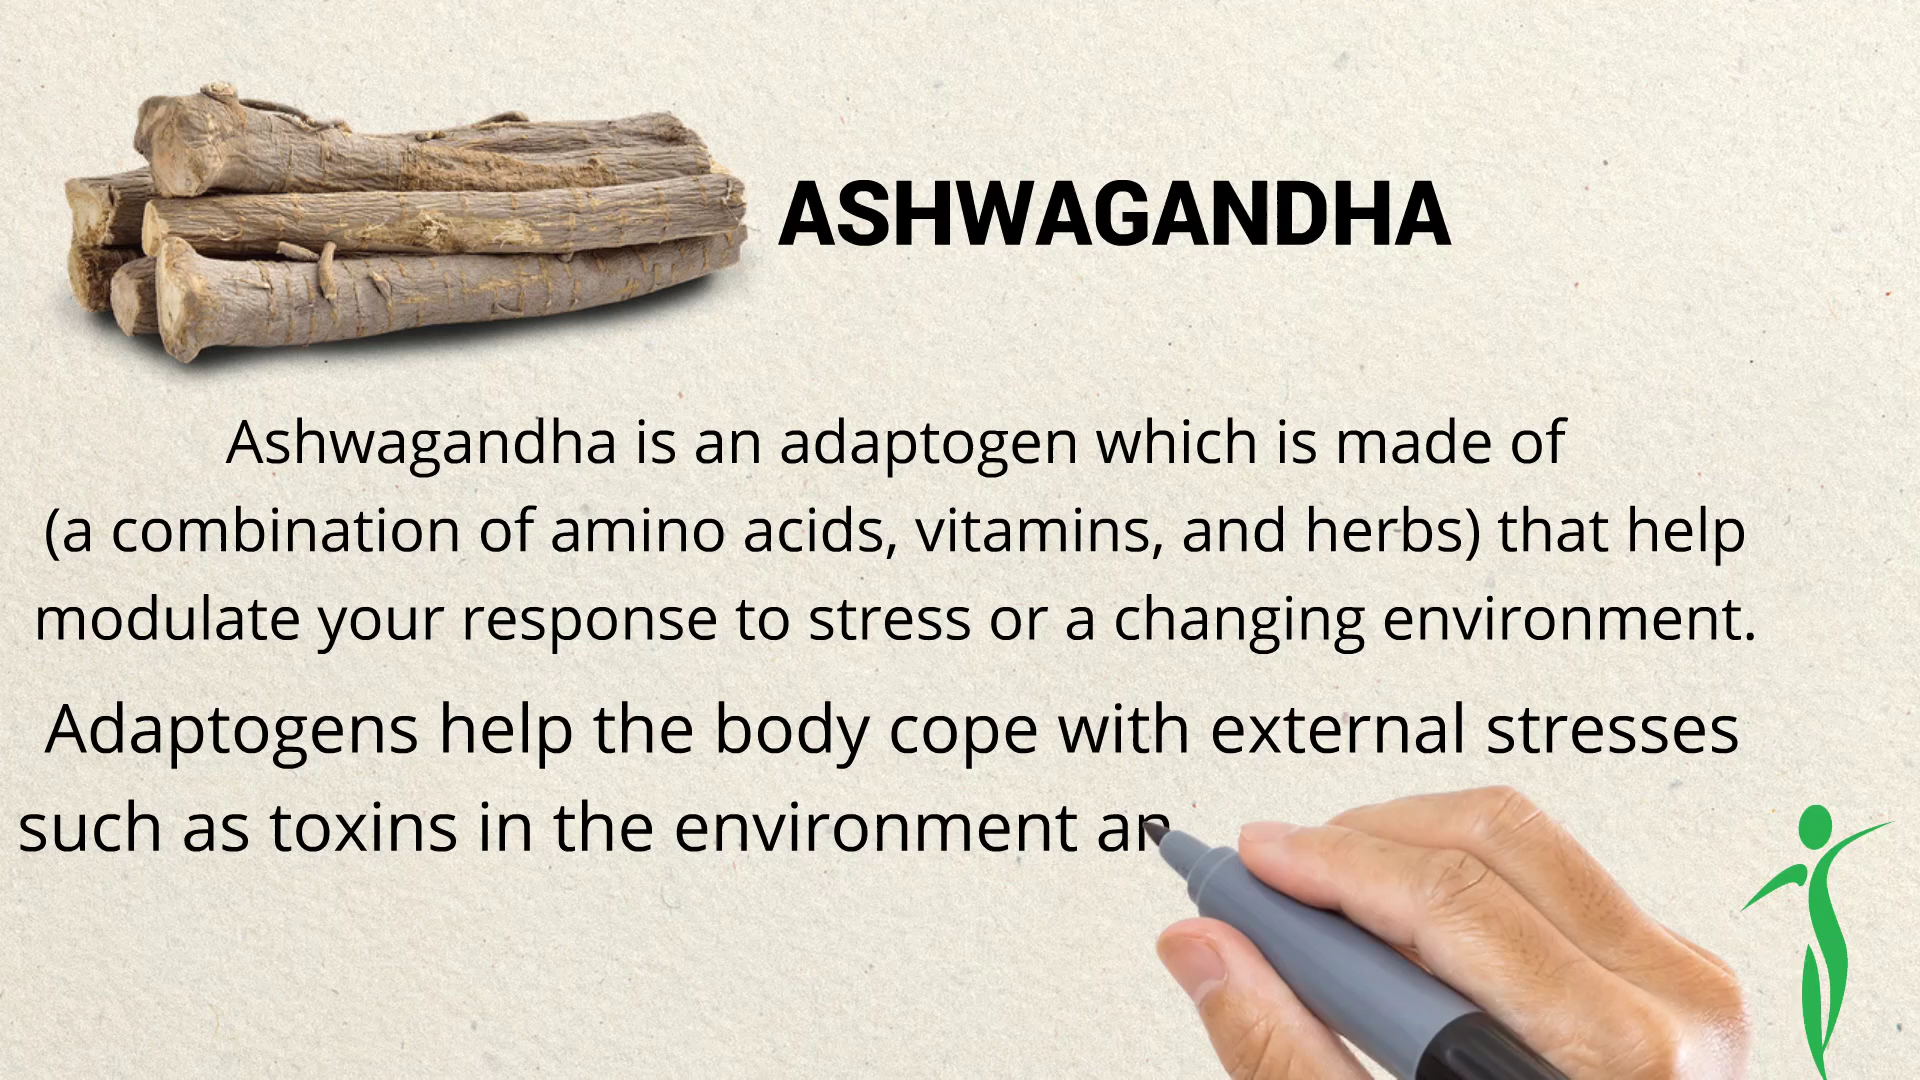 ASHWAGANDHA
Ashwagandha is an adaptogen which is made of
(a combination of amino acids, vitamins, and herbs) that help
modulate your response to stress or a changing environment.
Adaptogens help the body cope with external stresses
such as toxins in the environment an